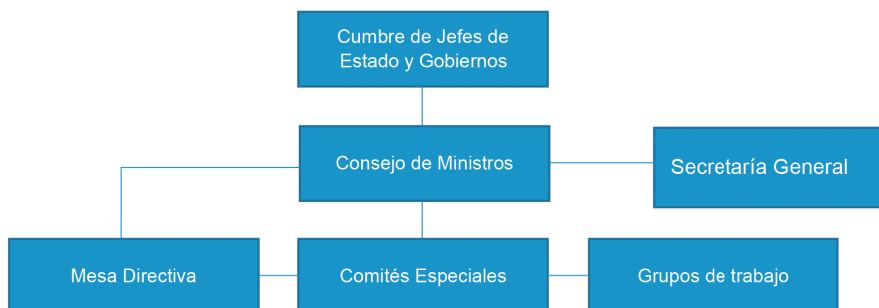 Cumbre de Jefes de
Estado y Gobiernos
Consejo de Ministros
Secretaría General
Mesa Directiva
Comités Especiales
Grupos de trabajo